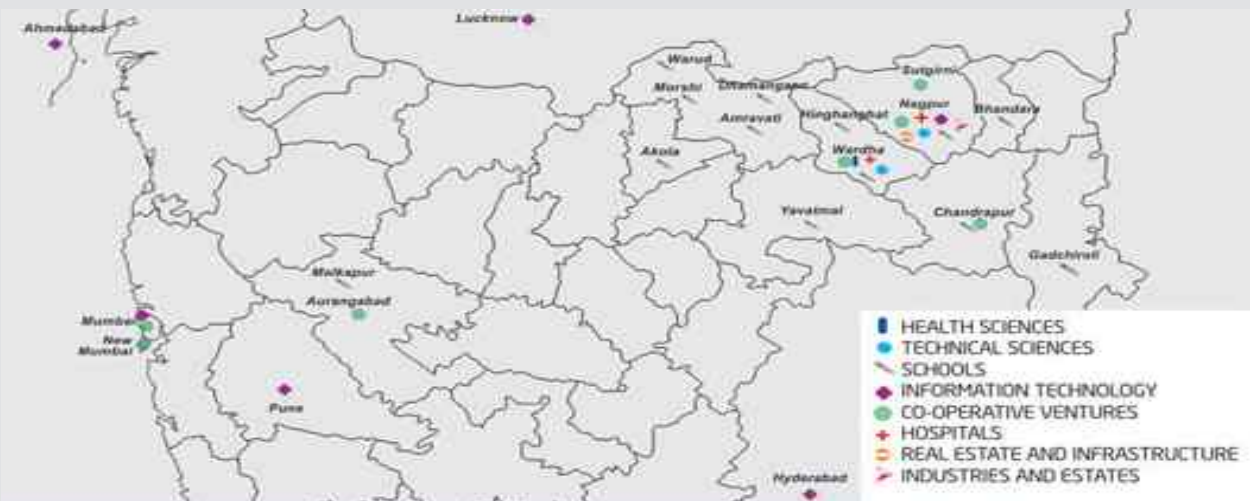 Ahmedabad
Lucknow
Warud
Morshi
Dhamangaon
Sutgirni
Amravati
Hinghanghat
Nagpur
Bhandara
Akola
Wardha
Yavatmal
Chandrapur
Gadchiroli
Malkapur
Aurangabad
Mumbai
New
Mumbai
Pune
Hyderabad
HEALTH SCIENCES
TECHNICAL SCIENCES
SCHOOLS
INFORMATION TECHNOLOGY
CO-OPERATIVE VENTURES
HOSPITALS
REAL ESTATE AND INFRASTRUCTURE
INDUSTRIES AND ESTATES